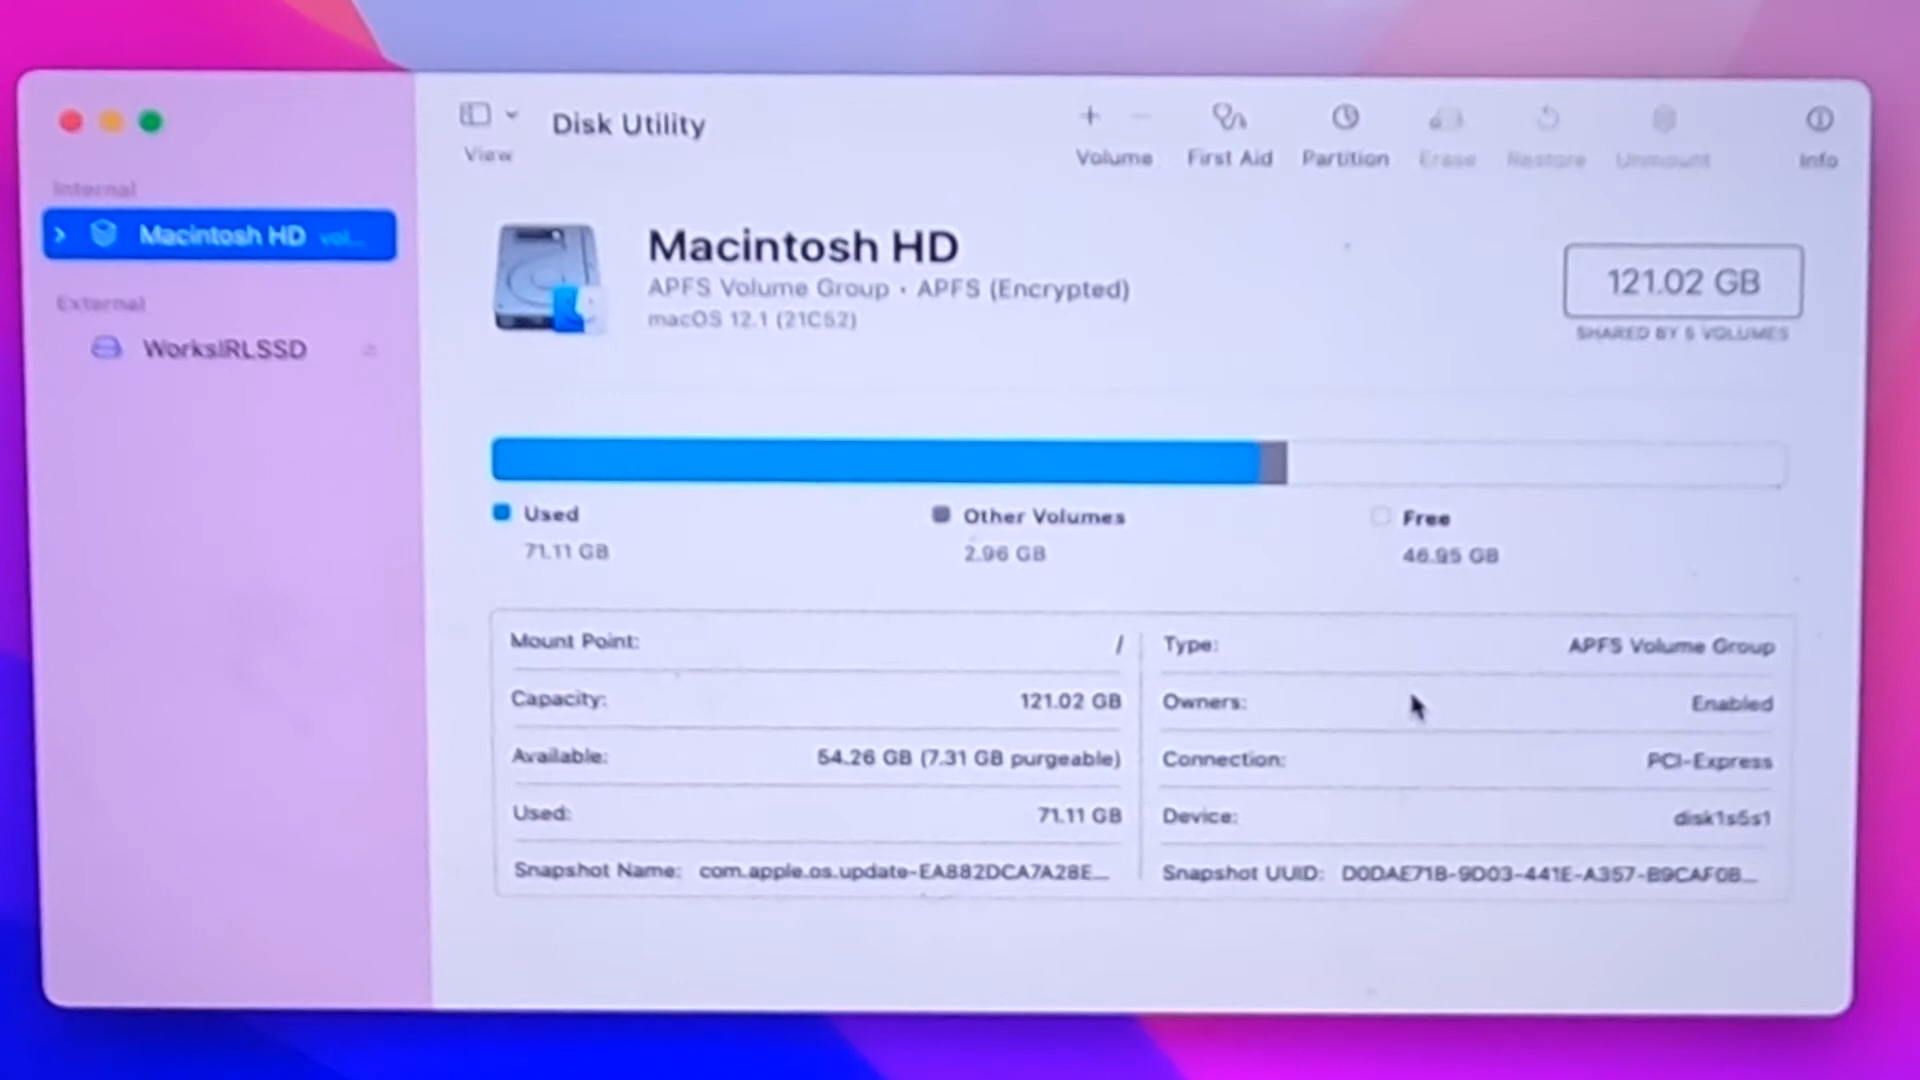 Disk Utility
View
Volume
First Aid
Partition
Erase
Restore
Unmount
Info
Internal
Macintosh HD vol...
External
WorksIRLSSD
Macintosh HD
APFS Volume Group • APFS (Encrypted)
macOS 12.1 (21C52)
121.02 GB
SHARED BY 5 VOLUMES
Used
71.11 GB
Other Volumes
2.96 GB
Free
46.95 GB
Mount Point: /
Capacity: 121.02 GB
Available: 54.26 GB (7.31 GB purgeable)
Used: 71.11 GB
Snapshot Name: com.apple.os.update-EA882DCA7A28E...
Type: APFS Volume Group
Owners: Enabled
Connection: PCI-Express
Device: disk1s5s1
Snapshot UUID: D0DAE71B-9D03-441E-A357-B9CAF0B...